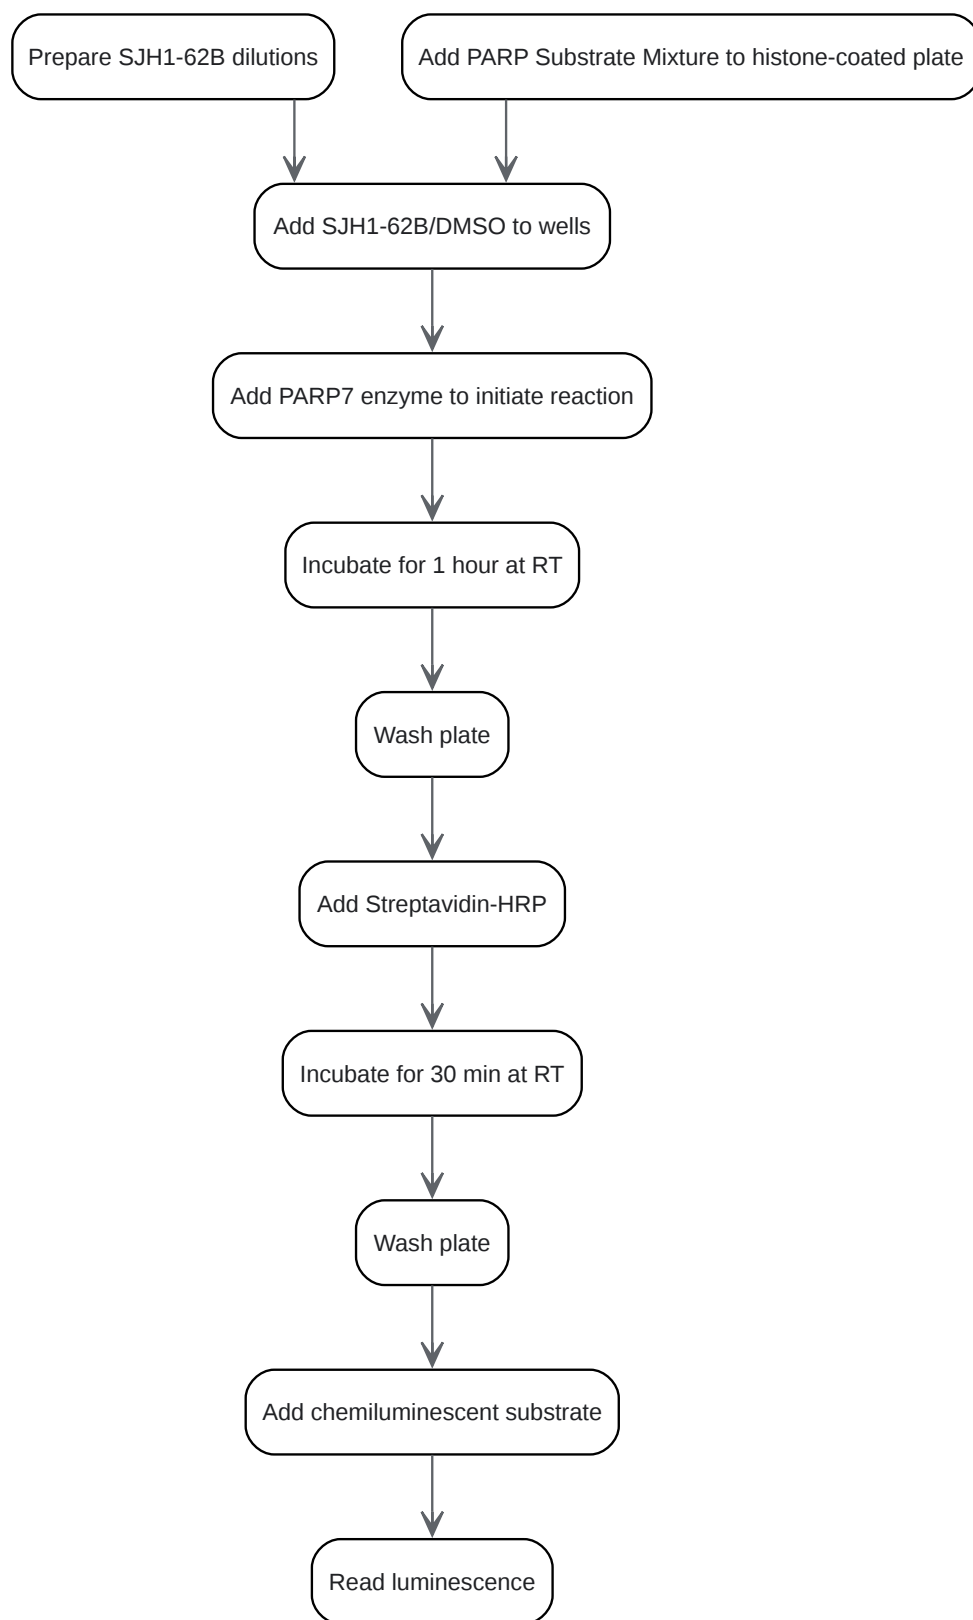 Prepare SJH1-62B dilutions
Add PARP Substrate Mixture to histone-coated plate
Add SJH1-62B/DMSO to wells
Add PARP7 enzyme to initiate reaction
Incubate for 1 hour at RT
Wash plate
Add Streptavidin-HRP
Incubate for 30 min at RT
Wash plate
Add chemiluminescent substrate
Read luminescence